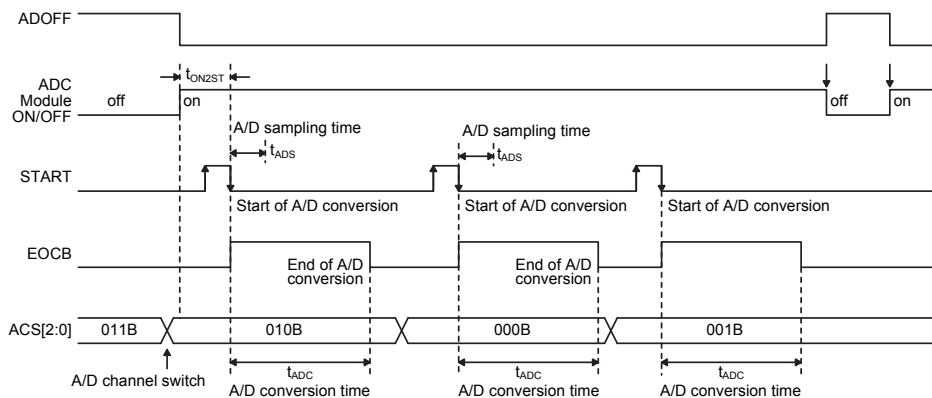 ADOFF
tON2ST
ADC
Module
ON/OFF
off
on
off
on
A/D sampling time
A/D sampling time
tADS
tADS
START
Start of A/D conversion
Start of A/D conversion
Start of A/D conversion
EOCB
End of A/D
conversion
End of A/D
conversion
ACS[2:0]
011B
010B
000B
001B
A/D channel switch
tADC
A/D conversion time
tADC
A/D conversion time
tADC
A/D conversion time